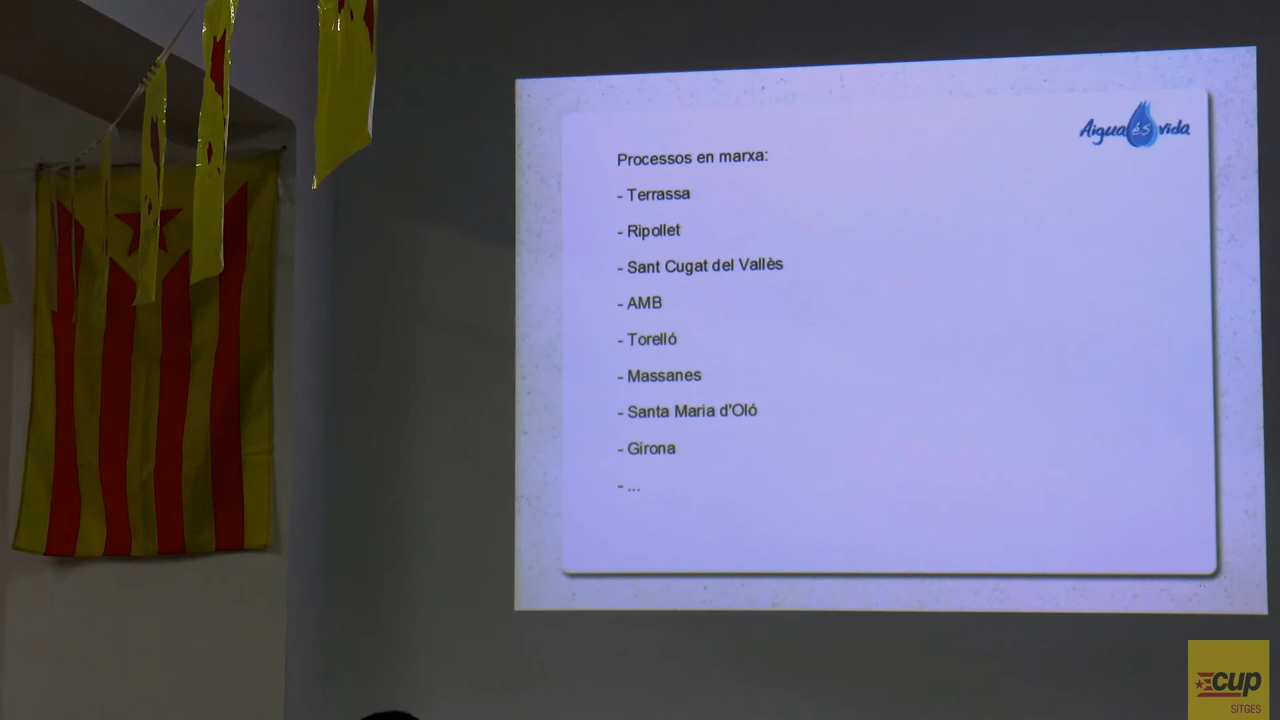 Aigua és vida
Processos en marxa:
- Terrassa
- Ripollet
- Sant Cugat del Vallès
- AMB
- Torelló
- Massanes
- Santa Maria d'Oló
- Girona
- ...
cup
SITGES